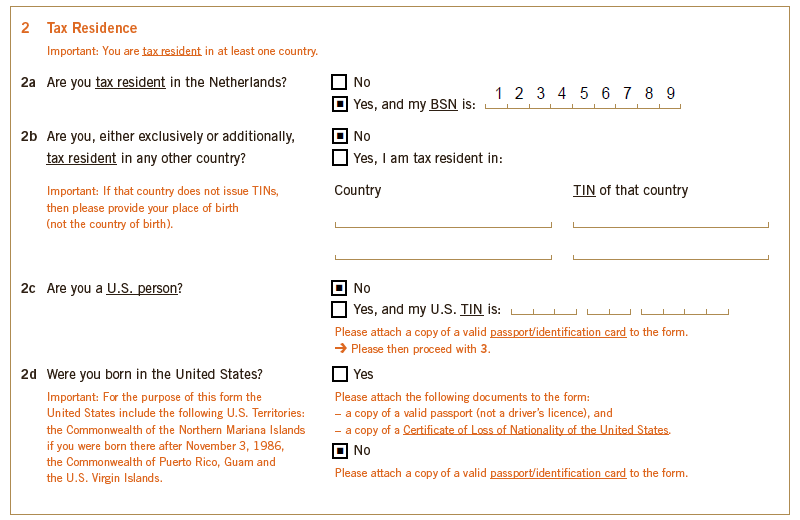 2 Tax Residence
Important: You are tax resident in at least one country.
2a Are you tax resident in the Netherlands?
No
Yes, and my BSN is: 1 2 3 4 5 6 7 8 9
2b Are you, either exclusively or additionally,
tax resident in any other country?
No
Yes, I am tax resident in:
Important: If that country does not issue TINs,
then please provide your place of birth
(not the country of birth).
Country
TIN of that country
2c Are you a U.S. person?
No
Yes, and my U.S. TIN is:
Please attach a copy of a valid passport/identification card to the form.
→ Please then proceed with 3.
2d Were you born in the United States?
Important: For the purpose of this form the
United States include the following U.S. Territories:
the Commonwealth of the Northern Mariana Islands
if you were born there after November 3, 1986,
the Commonwealth of Puerto Rico, Guam and
the U.S. Virgin Islands.
Yes
Please attach the following documents to the form:
– a copy of a valid passport (not a driver's licence), and
– a copy of a Certificate of Loss of Nationality of the United States.
No
Please attach a copy of a valid passport/identification card to the form.